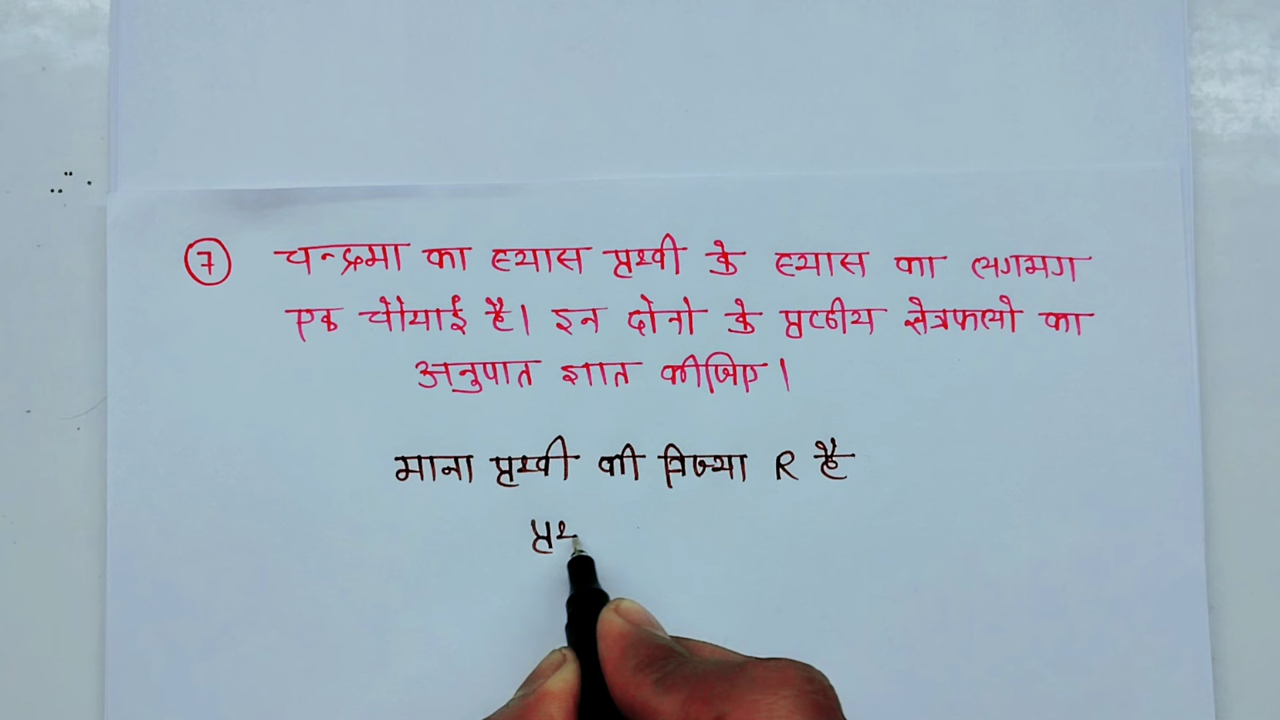 7 चन्द्रमा का व्यास पृथ्वी के व्यास का लगभग
एक चौथाई है। इन दोनो के पृष्ठीय क्षेत्रफलो का
अनुपात ज्ञात कीजिए।
माना पृथ्वी की त्रिज्या R है
पृथ